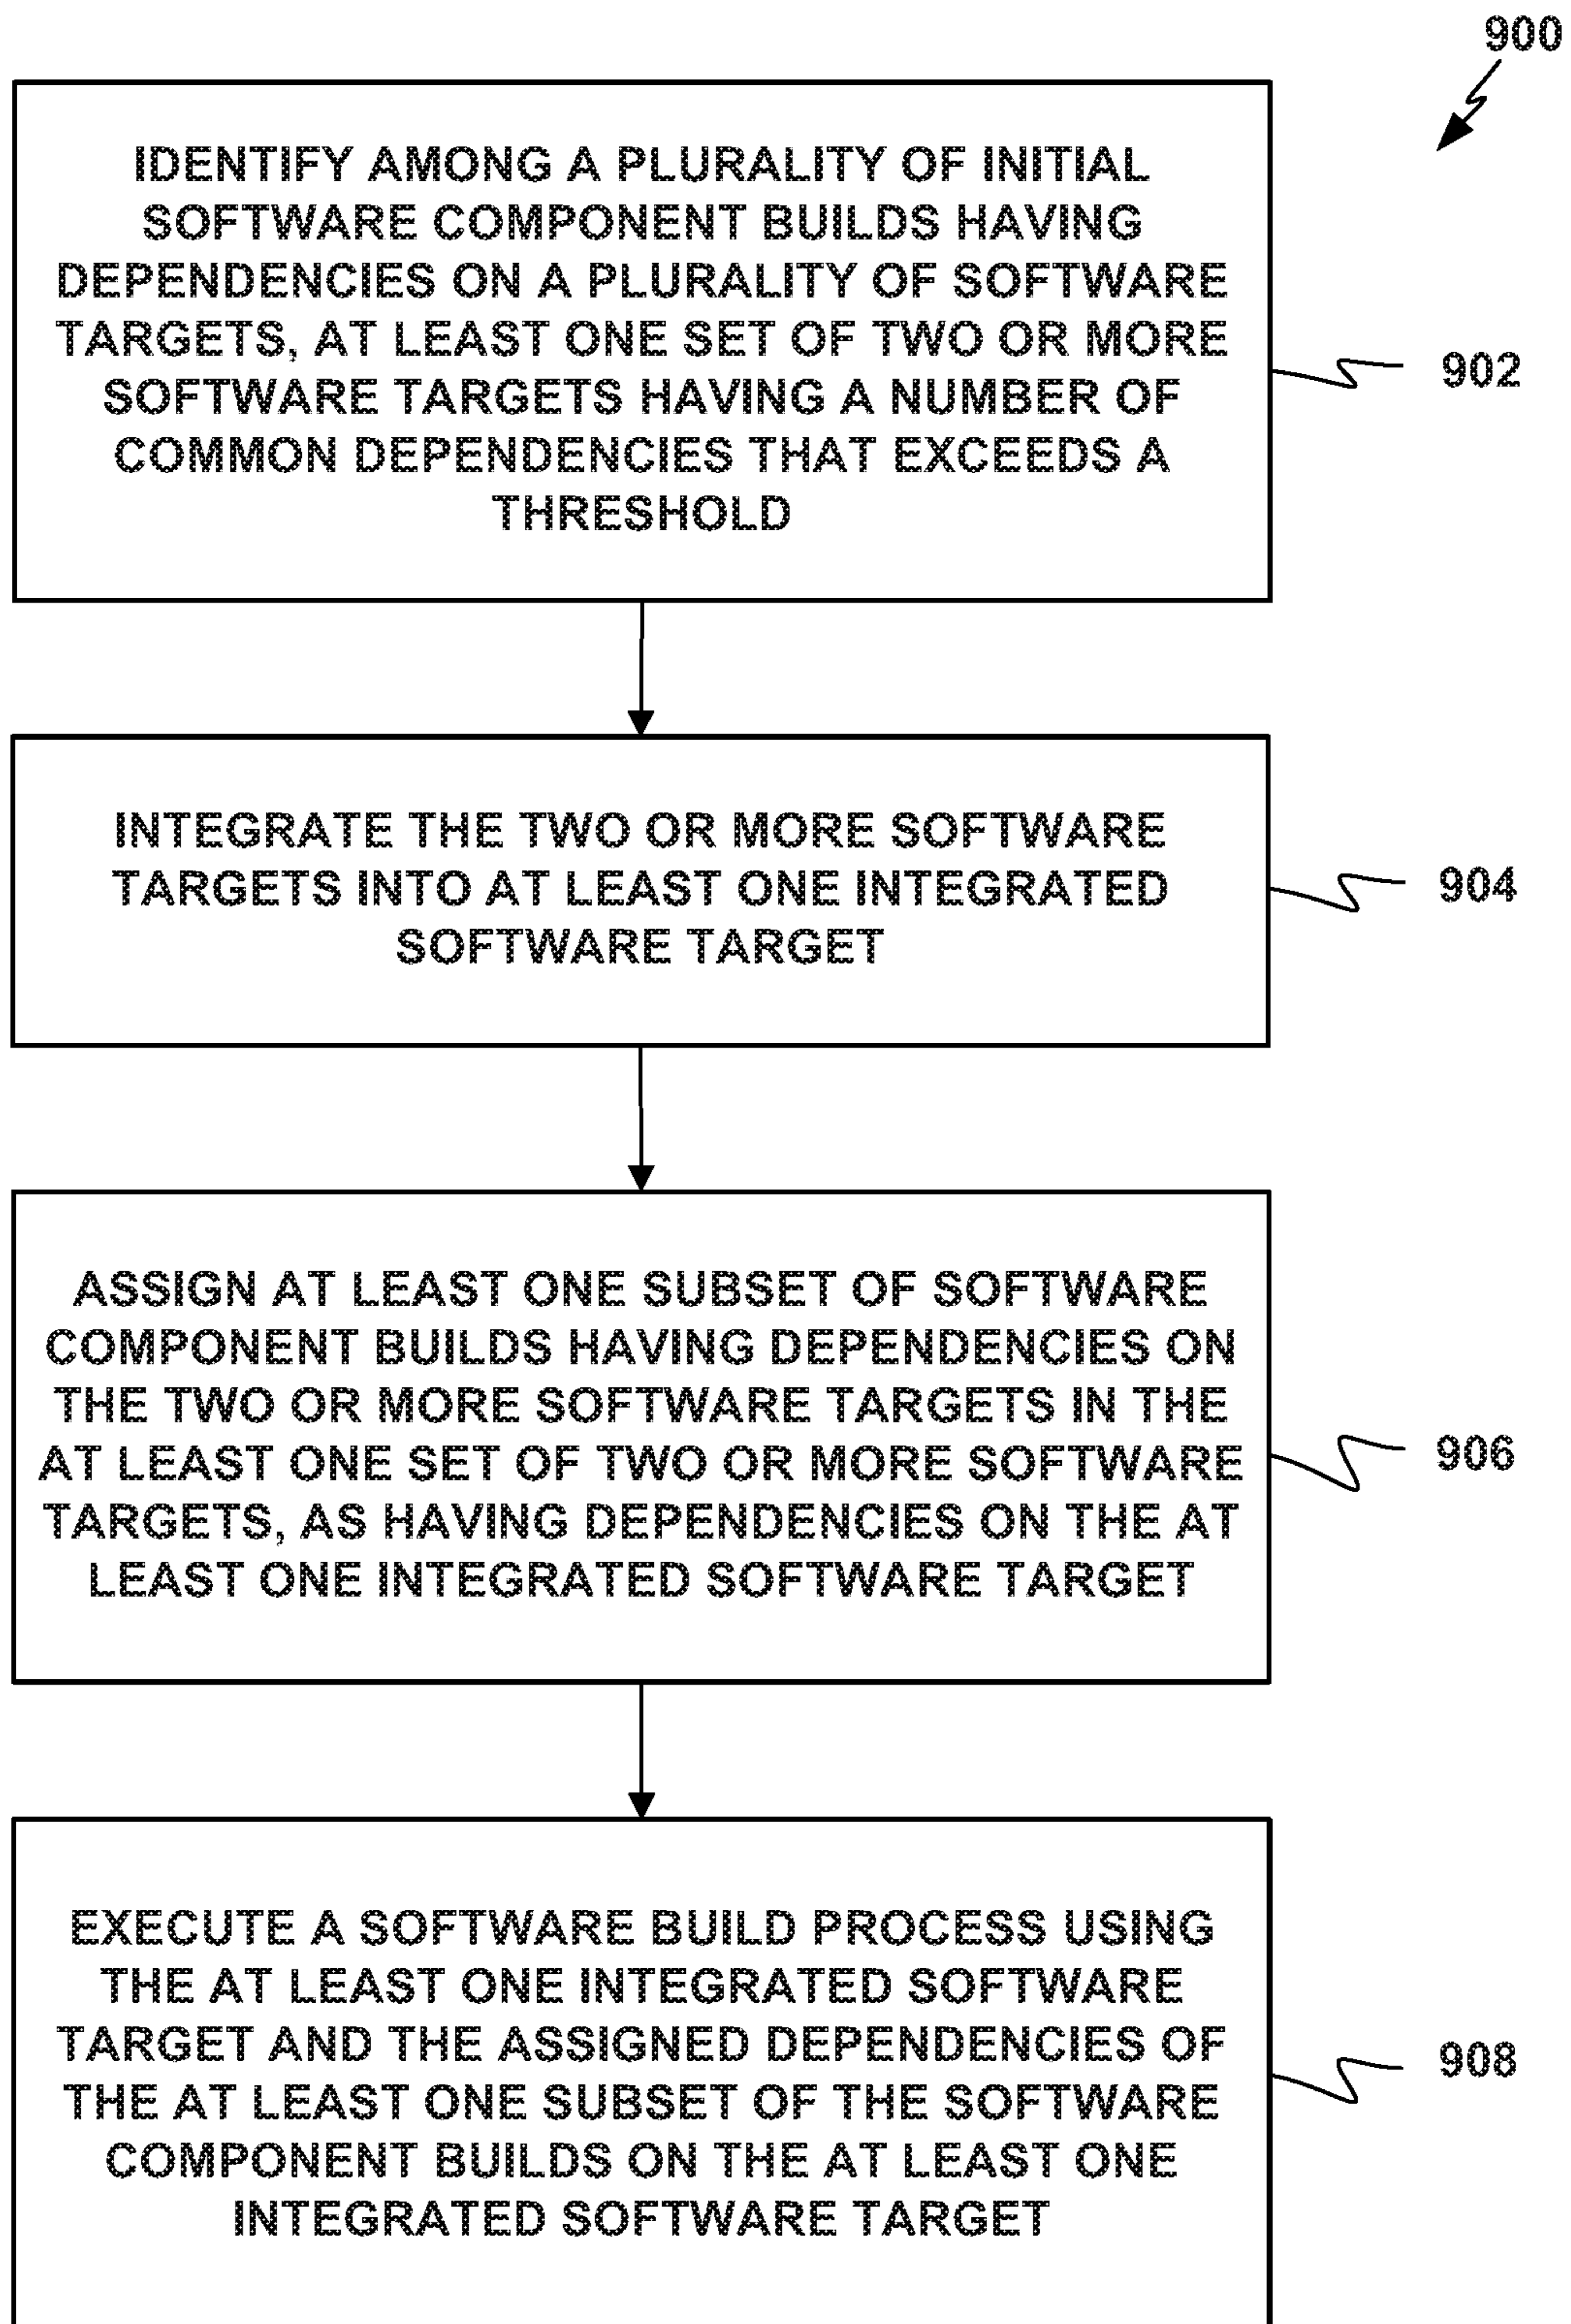 900
IDENTIFY AMONG A PLURALITY OF INITIAL
SOFTWARE COMPONENT BUILDS HAVING
DEPENDENCIES ON A PLURALITY OF SOFTWARE
TARGETS, AT LEAST ONE SET OF TWO OR MORE
SOFTWARE TARGETS HAVING A NUMBER OF
COMMON DEPENDENCIES THAT EXCEEDS A
THRESHOLD
902
INTEGRATE THE TWO OR MORE SOFTWARE
TARGETS INTO AT LEAST ONE INTEGRATED
SOFTWARE TARGET
904
ASSIGN AT LEAST ONE SUBSET OF SOFTWARE
COMPONENT BUILDS HAVING DEPENDENCIES ON
THE TWO OR MORE SOFTWARE TARGETS IN THE
AT LEAST ONE SET OF TWO OR MORE SOFTWARE
TARGETS, AS HAVING DEPENDENCIES ON THE AT
LEAST ONE INTEGRATED SOFTWARE TARGET
906
EXECUTE A SOFTWARE BUILD PROCESS USING
THE AT LEAST ONE INTEGRATED SOFTWARE
TARGET AND THE ASSIGNED DEPENDENCIES OF
THE AT LEAST ONE SUBSET OF THE SOFTWARE
COMPONENT BUILDS ON THE AT LEAST ONE
INTEGRATED SOFTWARE TARGET
908